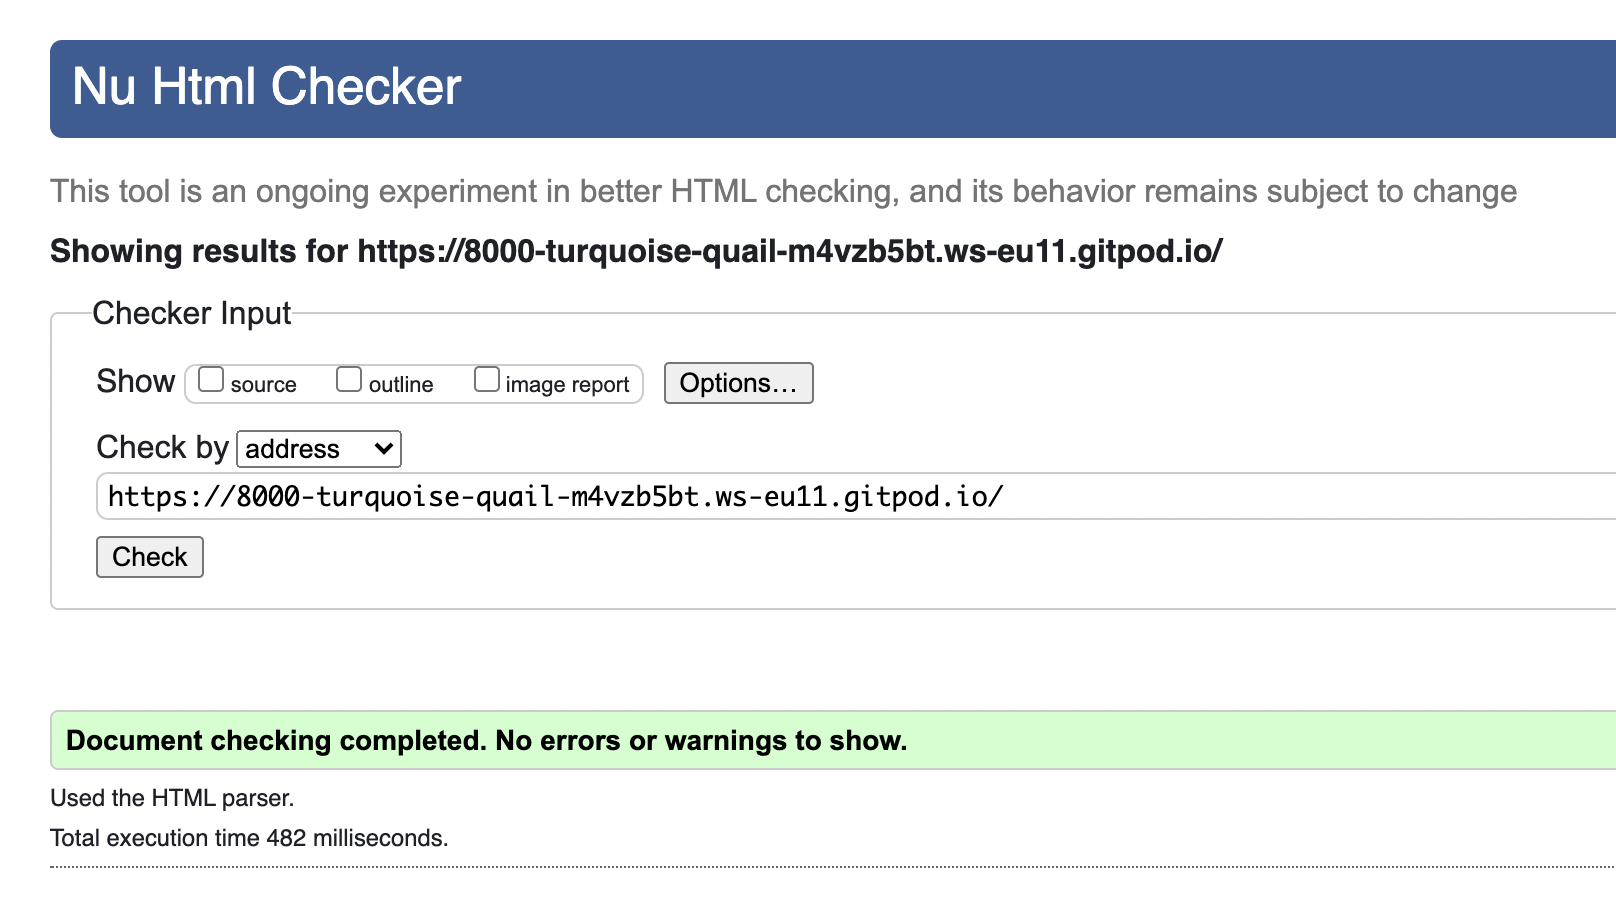 Nu Html Checker
This tool is an ongoing experiment in better HTML checking, and its behavior remains subject to change
Showing results for https://8000-turquoise-quail-m4vzb5bt.ws-eu11.gitpod.io/
Checker Input
Show source outline image report Options…
Check by address
https://8000-turquoise-quail-m4vzb5bt.ws-eu11.gitpod.io/
Check
Document checking completed. No errors or warnings to show.
Used the HTML parser.
Total execution time 482 milliseconds.